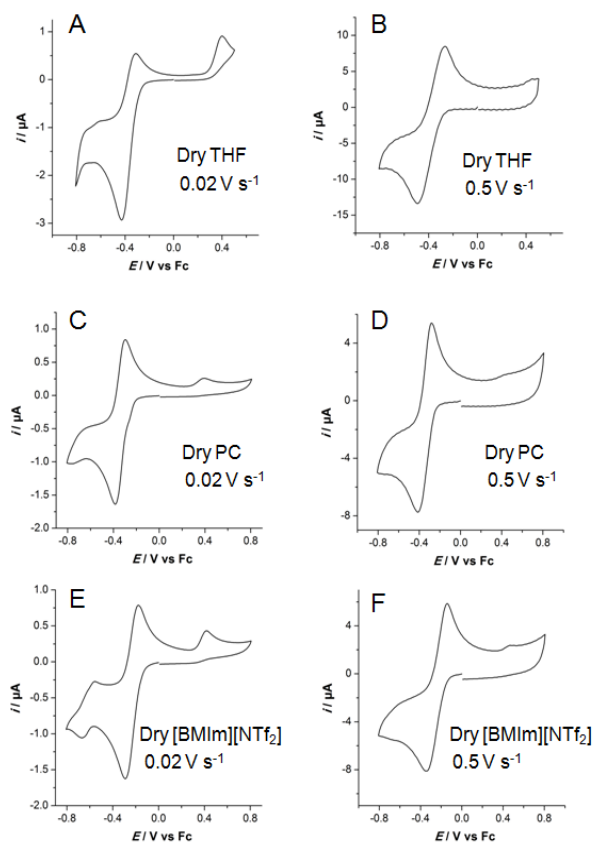 A
1
0
-1
-2
-3
i / µA
Dry THF
0.02 V s⁻¹
-0.8 -0.4 0.0 0.4
E / V vs Fc
B
10
5
0
-5
-10
-15
i / µA
Dry THF
0.5 V s⁻¹
-0.8 -0.4 0.0 0.4
E / V vs Fc
C
1.0
0.5
0.0
-0.5
-1.0
-1.5
-2.0
i / µA
Dry PC
0.02 V s⁻¹
-0.8 -0.4 0.0 0.4 0.8
E / V vs Fc
D
4
0
-4
-8
i / µA
Dry PC
0.5 V s⁻¹
-0.8 -0.4 0.0 0.4 0.8
E / V vs Fc
E
1.0
0.5
0.0
-0.5
-1.0
-1.5
-2.0
i / µA
Dry [BMIm][NTf₂]
0.02 V s⁻¹
-0.8 -0.4 0.0 0.4 0.8
E / V vs Fc
F
4
0
-4
-8
i / µA
Dry [BMIm][NTf₂]
0.5 V s⁻¹
-0.8 -0.4 0.0 0.4 0.8
E / V vs Fc